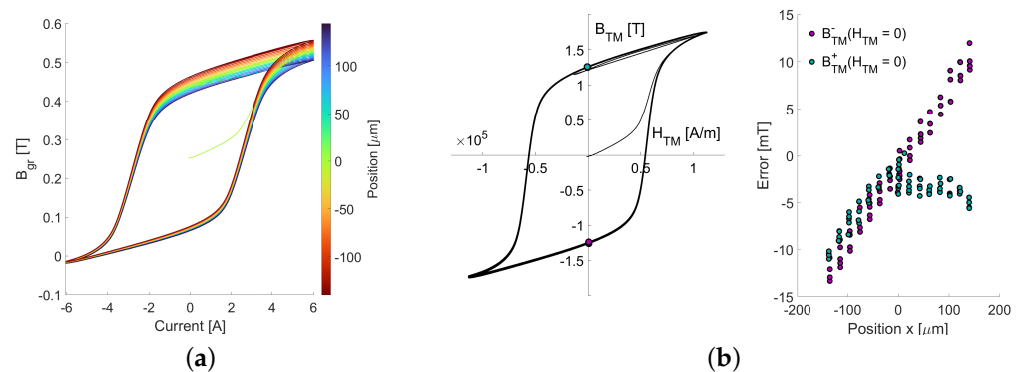 0.6
0.5
0.4
0.3
0.2
0.1
0
-0.1
B_gr [T]
-6 -4 -2 0 2 4 6
Current [A]
100
50
0
-50
-100
Position [μm]
(a)
B_TM [T]
1.5
1
0.5
×10^5
H_TM [A/m]
-1 -0.5 0.5 1
-0.5
-1
-1.5
15
10
5
0
-5
-10
-15
Error [mT]
B^-_TM(H_TM = 0)
B^+_TM(H_TM = 0)
-200 -100 0 100 200
Position x [μm]
(b)